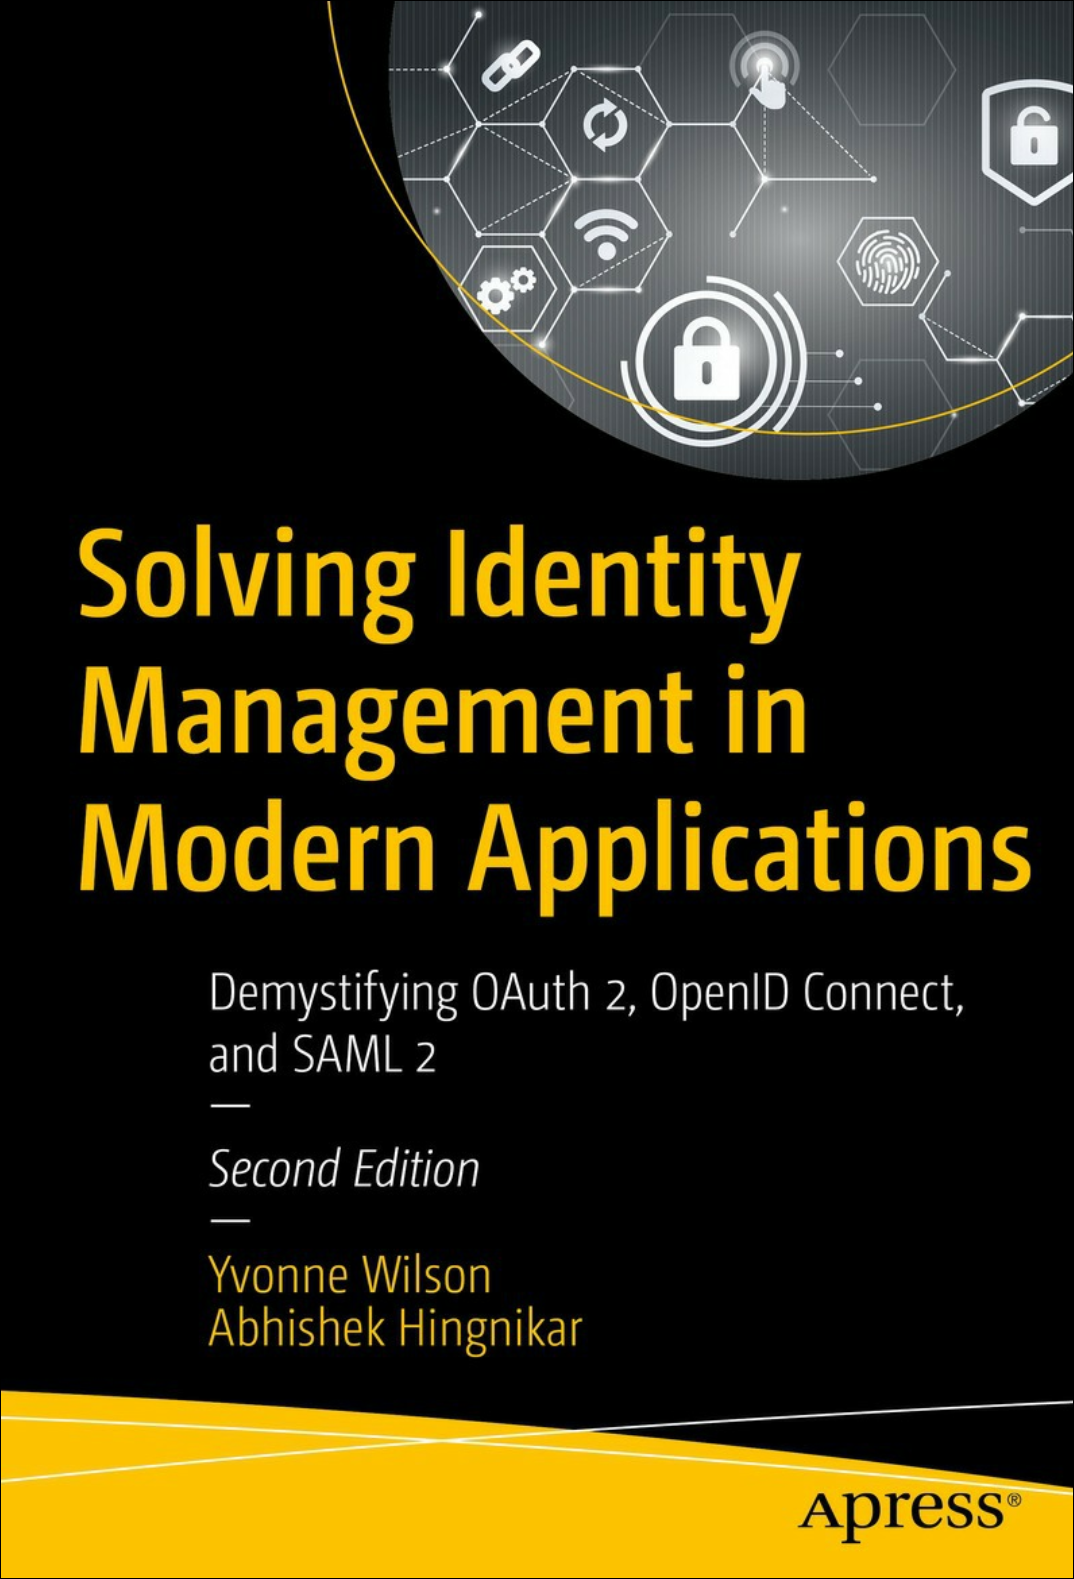 Solving Identity
Management in
Modern Applications
Demystifying OAuth 2, OpenID Connect,
and SAML 2
—
Second Edition
—
Yvonne Wilson
Abhishek Hingnikar
Apress®